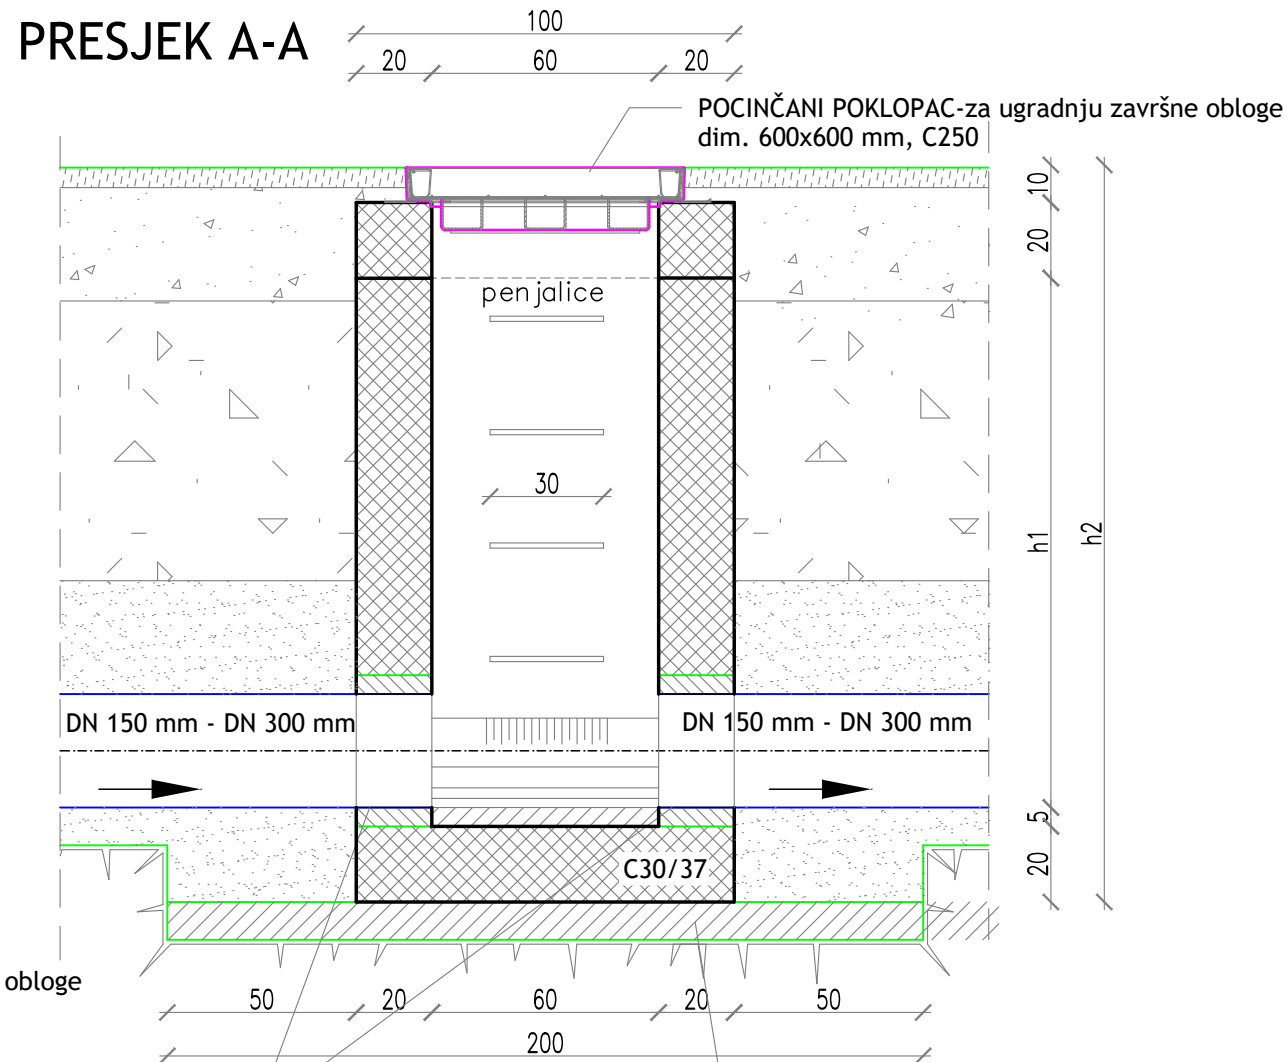 PRESJEK A-A
100
20 60 20
POCINČANI POKLOPAC-za ugradnju završne obloge
dim. 600x600 mm, C250
10
20
penjalice
30
h1
h2
DN 150 mm - DN 300 mm
DN 150 mm - DN 300 mm
5
20
C30/37
obloge
50 20 60 20 50
200